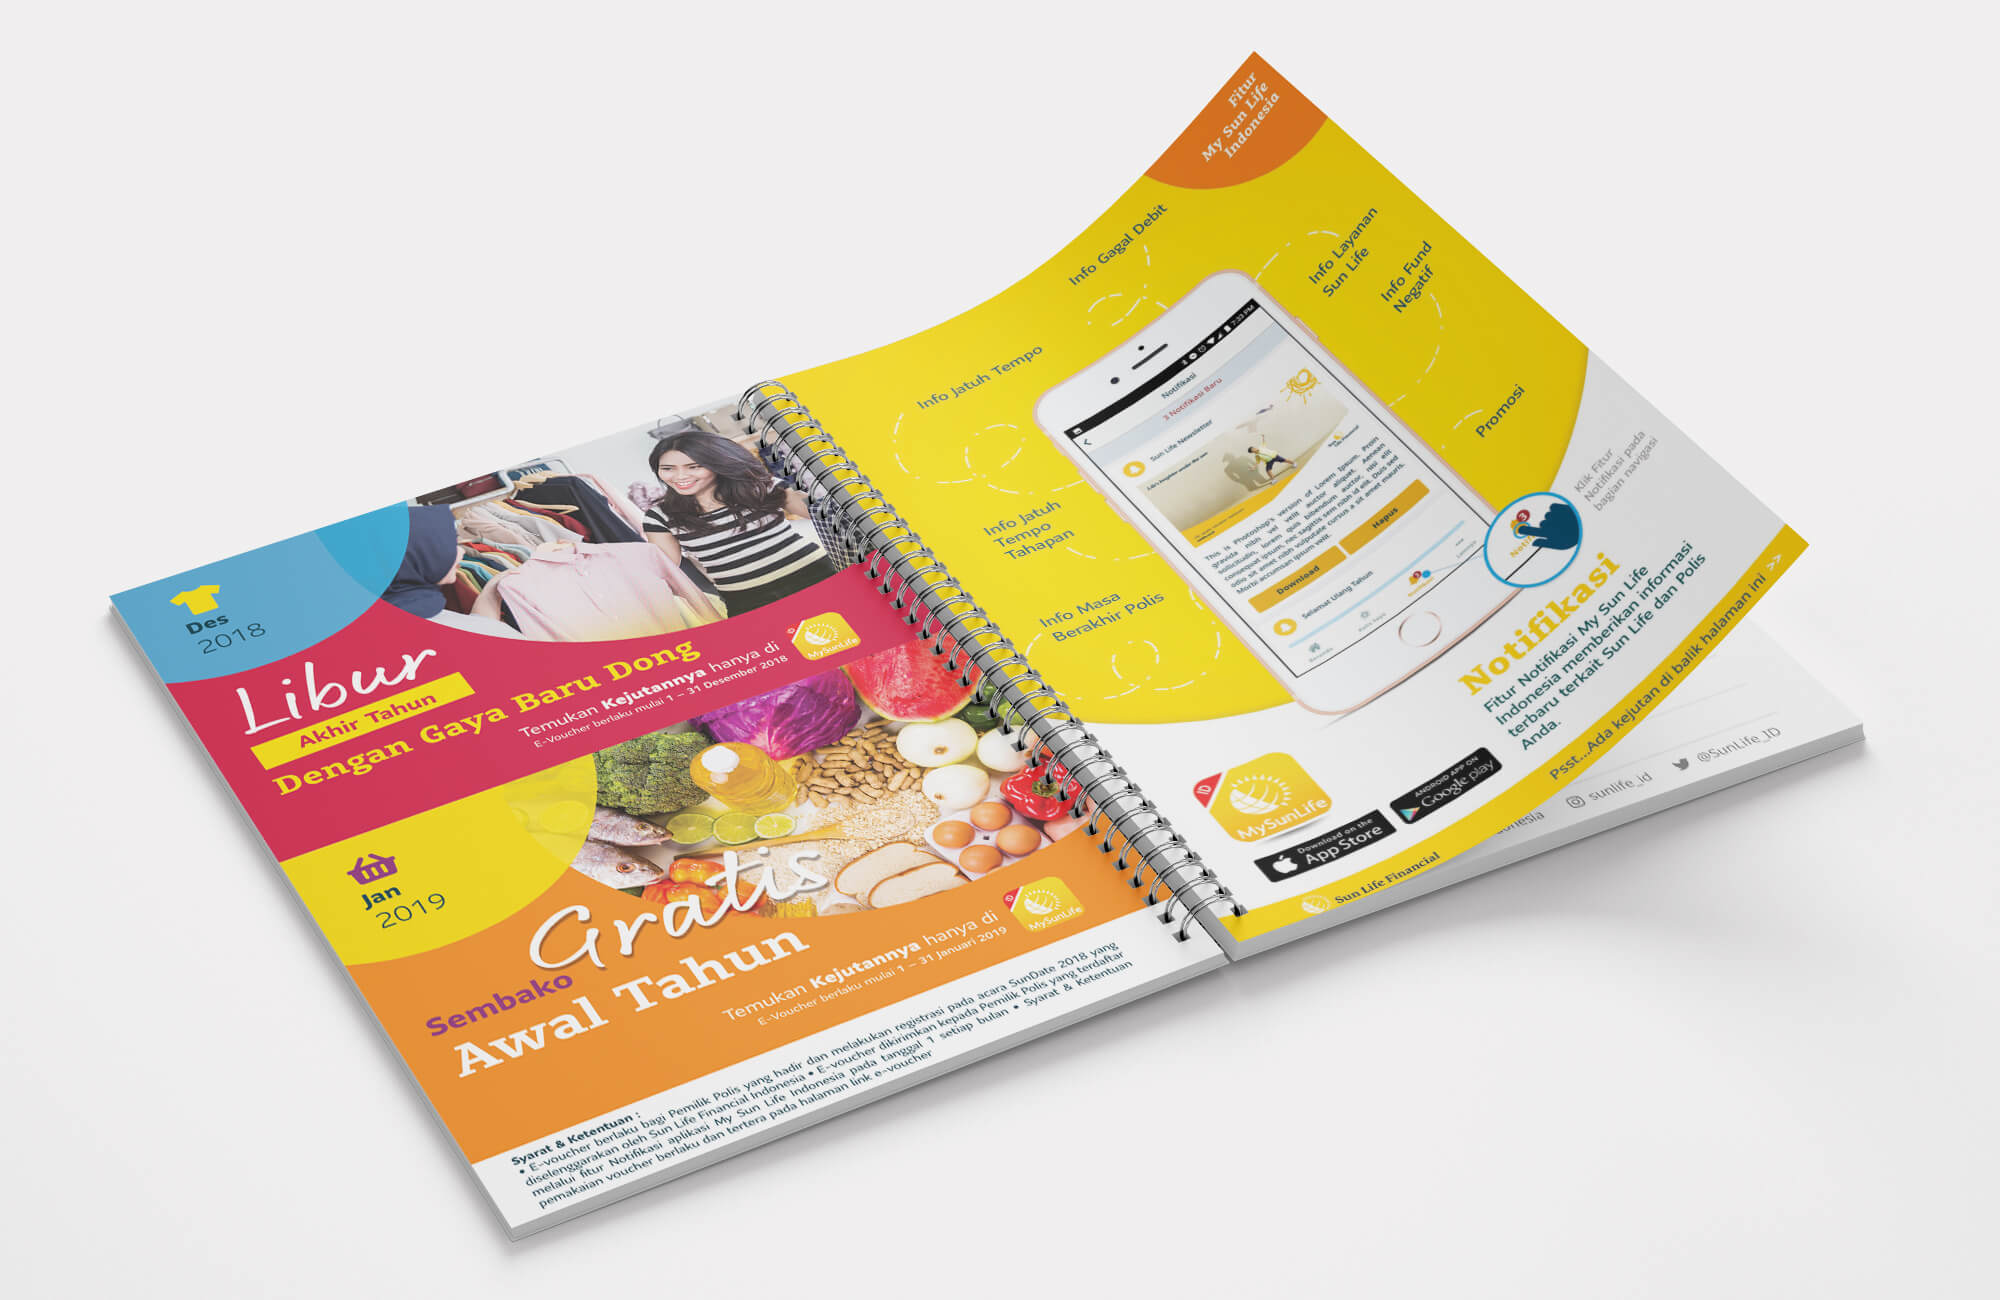 Des
2018
Libur
Akhir Tahun
Dengan Gaya Baru Dong
Temukan Kejutannya hanya di
E-Voucher berlaku mulai 1 – 31 Desember 2018
ID
MySunLife
Jan
2019
Gratis
Sembako
Awal Tahun
Temukan Kejutannya hanya di
E-Voucher berlaku mulai 1 – 31 Januari 2019
ID
MySunLife
Syarat & Ketentuan :
• E-voucher berlaku bagi Pemilik Polis yang hadir dan melakukan registrasi pada acara SunDate 2018 yang
diselenggarakan oleh Sun Life Financial Indonesia • E-voucher dikirimkan kepada Pemilik Polis yang terdaftar
melalui fitur Notifikasi aplikasi My Sun Life Indonesia pada tanggal 1 setiap bulan • Syarat & Ketentuan
pemakaian voucher berlaku dan tertera pada halaman link e-voucher
Fitur
My Sun Life
Indonesia
Info Gagal Debit
Info Layanan
Sun Life
Info Fund
Negatif
Info Jatuh Tempo
Promosi
Info Jatuh
Tempo
Tahapan
Info Masa
Berakhir Polis
7:33 PM
Notifikasi
3 Notifikasi Baru
Sun Life Newsletter
This is Photoshop's version of Lorem Ipsum. Proin
gravida nibh vel velit auctor aliquet. Aenean
sollicitudin, lorem quis bibendum auctor, nisi elit
consequat ipsum, nec sagittis sem nibh id elit. Duis sed
odio sit amet nibh vulputate cursus a sit amet mauris.
Morbi accumsan ipsum velit.
Download
Hapus
Selamat Ulang Tahun
Beranda
3
Klik Fitur
Notifikasi pada
bagian navigasi
Notifikasi
Fitur Notifikasi My Sun Life
Indonesia memberikan informasi
terbaru terkait Sun Life dan Polis
Anda.
ID
MySunLife
Download on the
App Store
ANDROID APP ON
Google play
Psst...Ada kejutan di balik halaman ini >>
Sun Life Financial
sunlife_id
@SunLife_ID